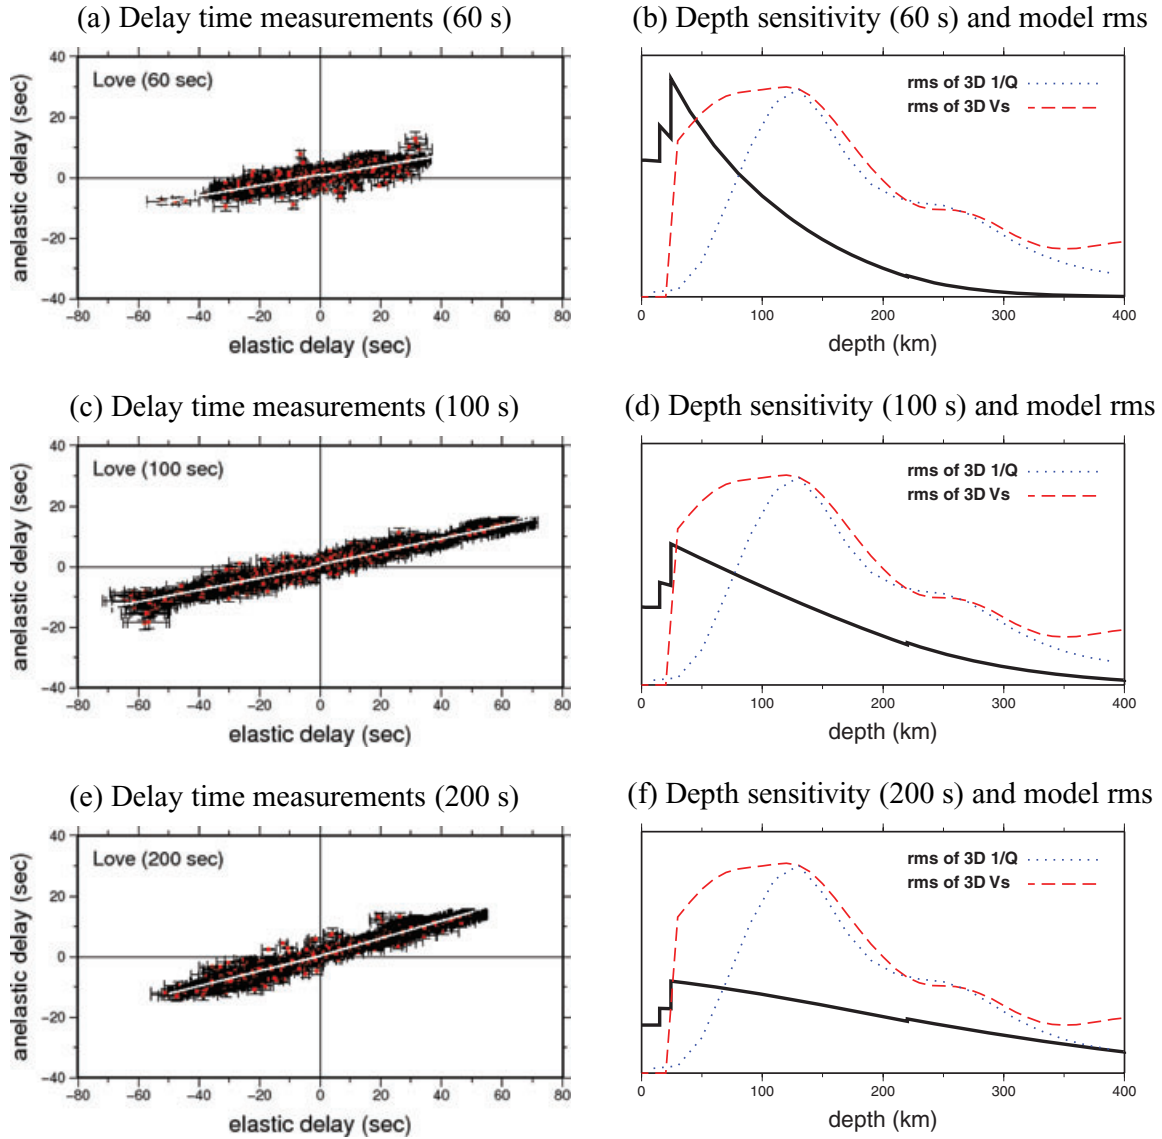 (a) Delay time measurements (60 s)
Love (60 sec)
40
20
0
−20
−40
anelastic delay (sec)
−80 −60 −40 −20 0 20 40 60 80
elastic delay (sec)
(b) Depth sensitivity (60 s) and model rms
rms of 3D 1/Q
rms of 3D Vs
0 100 200 300 400
depth (km)
(c) Delay time measurements (100 s)
Love (100 sec)
40
20
0
−20
−40
anelastic delay (sec)
−80 −60 −40 −20 0 20 40 60 80
elastic delay (sec)
(d) Depth sensitivity (100 s) and model rms
rms of 3D 1/Q
rms of 3D Vs
0 100 200 300 400
depth (km)
(e) Delay time measurements (200 s)
Love (200 sec)
40
20
0
−20
−40
anelastic delay (sec)
−80 −60 −40 −20 0 20 40 60 80
elastic delay (sec)
(f) Depth sensitivity (200 s) and model rms
rms of 3D 1/Q
rms of 3D Vs
0 100 200 300 400
depth (km)